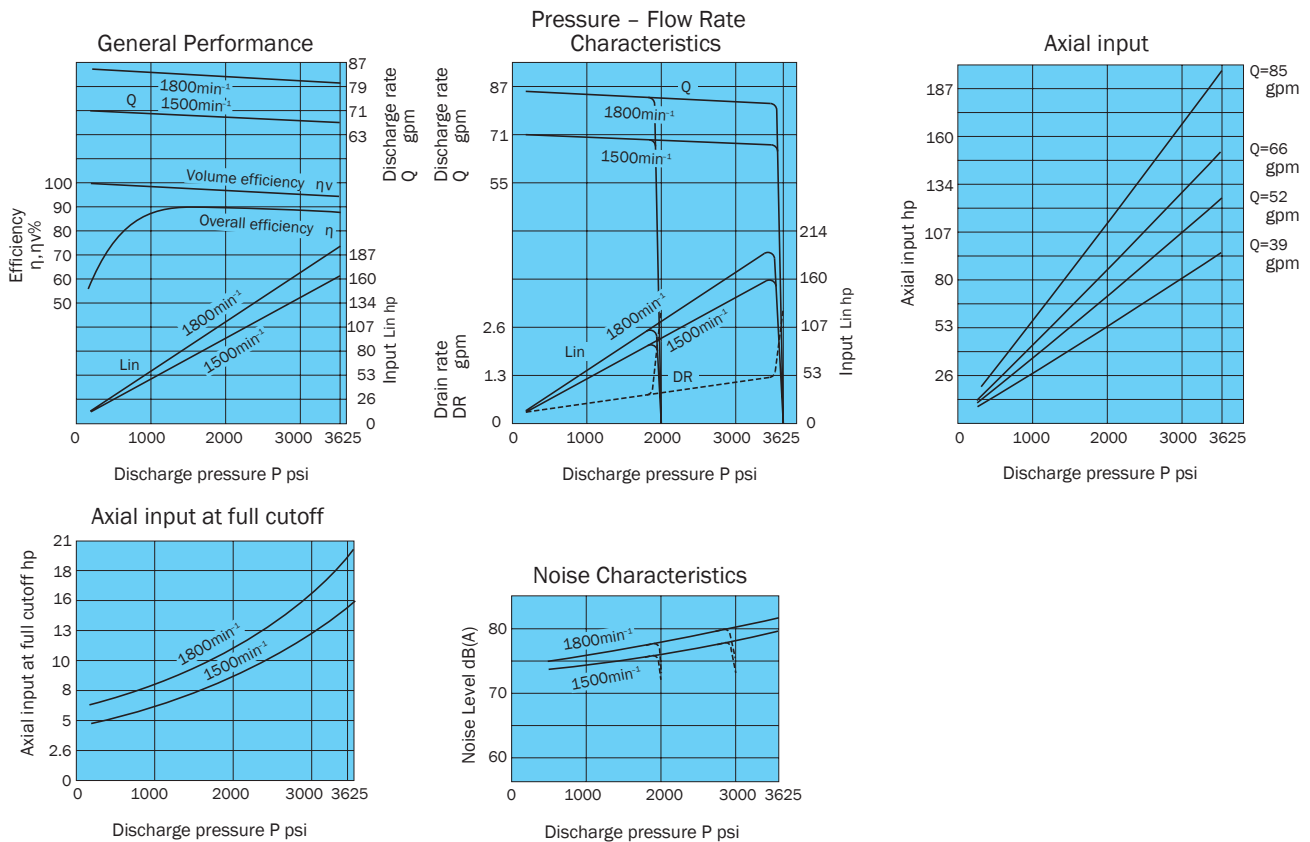 General Performance
87
79
71
63
Discharge rate
Q gpm
1800min⁻¹
Q 1500min⁻¹
Volume efficiency ηv
Overall efficiency η
100
90
80
70
60
50
Efficiency
η,ηv%
187
160
134
107
80
53
26
0
Input Lin hp
1800min⁻¹
1500min⁻¹
Lin
0 1000 2000 3000 3625
Discharge pressure P psi
Pressure – Flow Rate
Characteristics
Discharge rate
Q gpm
87
71
55
Q
1800min⁻¹
1500min⁻¹
2.6
1.3
0
Drain rate
DR gpm
214
160
107
53
0
Input Lin hp
Lin
1800min⁻¹
1500min⁻¹
DR
0 1000 2000 3000 3625
Discharge pressure P psi
Axial input
Axial input hp
187
160
134
107
80
53
26
Q=85
gpm
Q=66
gpm
Q=52
gpm
Q=39
gpm
0 1000 2000 3000 3625
Discharge pressure P psi
Axial input at full cutoff
Axial input at full cutoff hp
21
18
16
13
10
8
5
2.6
0
1800min⁻¹
1500min⁻¹
0 1000 2000 3000 3625
Discharge pressure P psi
Noise Characteristics
Noise Level dB(A)
80
70
60
1800min⁻¹
1500min⁻¹
0 1000 2000 3000 3625
Discharge pressure P psi